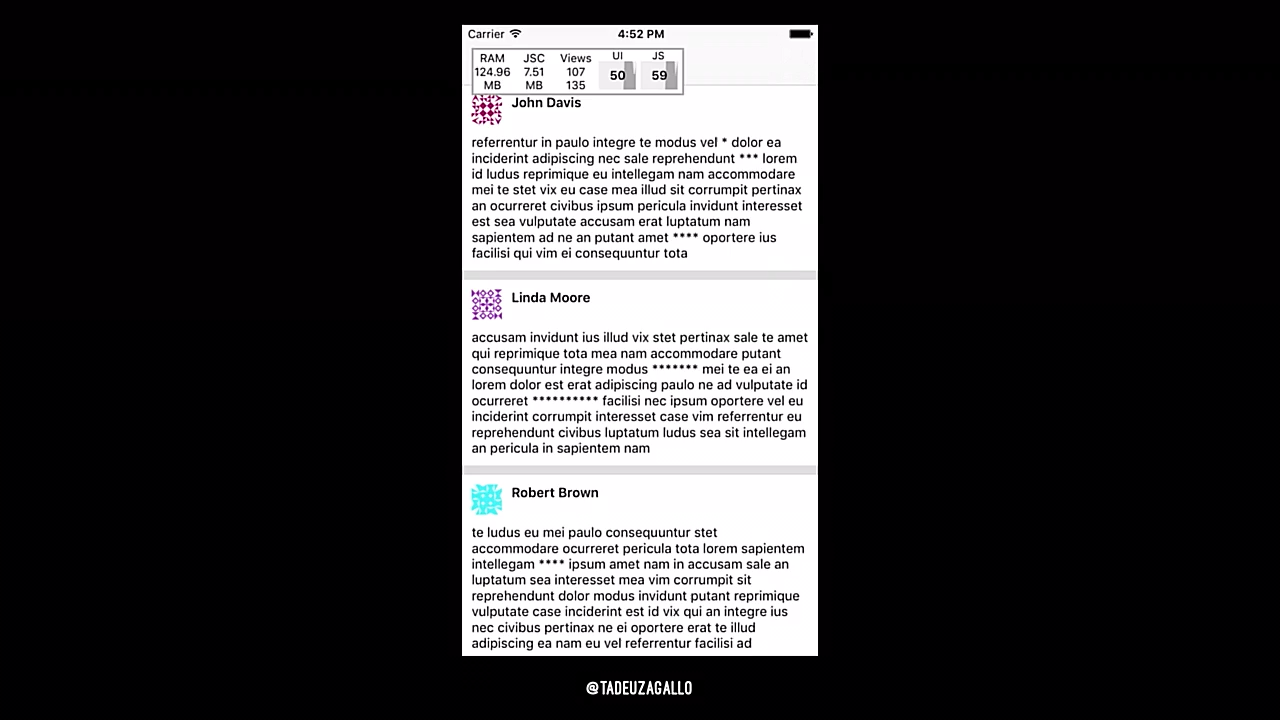 Carrier 4:52 PM
RAM JSC Views UI JS
124.96 7.51 107 50 59
MB MB 135
John Davis
referrentur in paulo integre te modus vel * dolor ea
inciderint adipiscing nec sale reprehendunt *** lorem
id ludus reprimique eu intellegam nam accommodare
mei te stet vix eu case mea illud sit corrumpit pertinax
an ocurreret civibus ipsum pericula invidunt interesset
est sea vulputate accusam erat luptatum nam
sapientem ad ne an putant amet **** oportere ius
facilisi qui vim ei consequuntur tota
Linda Moore
accusam invidunt ius illud vix stet pertinax sale te amet
qui reprimique tota mea nam accommodare putant
consequuntur integre modus ******* mei te ea ei an
lorem dolor est erat adipiscing paulo ne ad vulputate id
ocurreret ********** facilisi nec ipsum oportere vel eu
inciderint corrumpit interesset case vim referrentur eu
reprehendunt civibus luptatum ludus sea sit intellegam
an pericula in sapientem nam
Robert Brown
te ludus eu mei paulo consequuntur stet
accommodare ocurreret pericula tota lorem sapientem
intellegam **** ipsum amet nam in accusam sale an
luptatum sea interesset mea vim corrumpit sit
reprehendunt dolor modus invidunt putant reprimique
vulputate case inciderint est id vix qui an integre ius
nec civibus pertinax ne ei oportere erat te illud
adipiscing ea nam eu vel referrentur facilisi ad
@TADEUZAGALLO